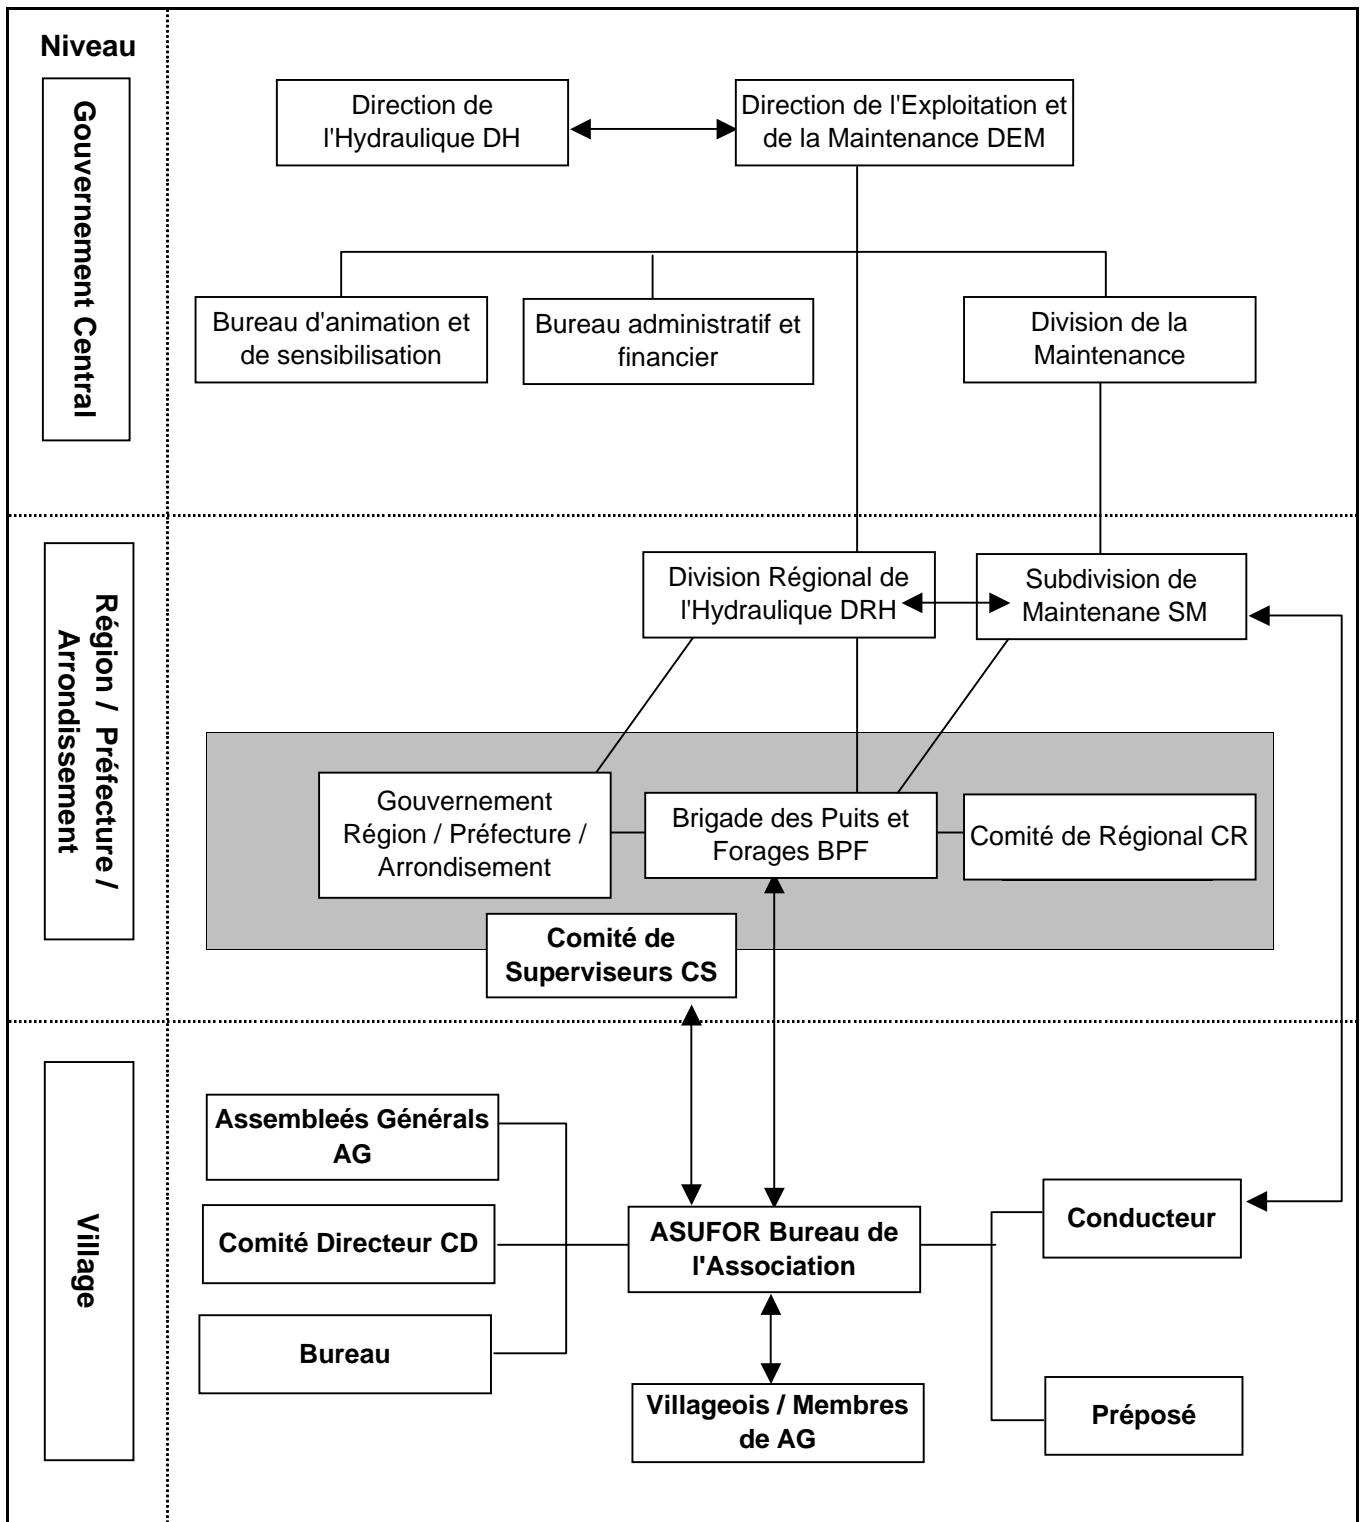 Niveau
Gouvernement Central
Direction de
l'Hydraulique DH
Direction de l'Exploitation et
de la Maintenance DEM
Bureau d'animation et
de sensibilisation
Bureau administratif et
financier
Division de la
Maintenance
Région / Préfecture /
Arrondissement
Division Régional de
l'Hydraulique DRH
Subdivision de
Maintenane SM
Gouvernement
Région / Préfecture /
Arrondisement
Brigade des Puits et
Forages BPF
Comité de Régional CR
Comité de
Superviseurs CS
Village
Assembleés Générals
AG
Comité Directeur CD
Bureau
ASUFOR Bureau de
l'Association
Villageois / Membres
de AG
Conducteur
Préposé